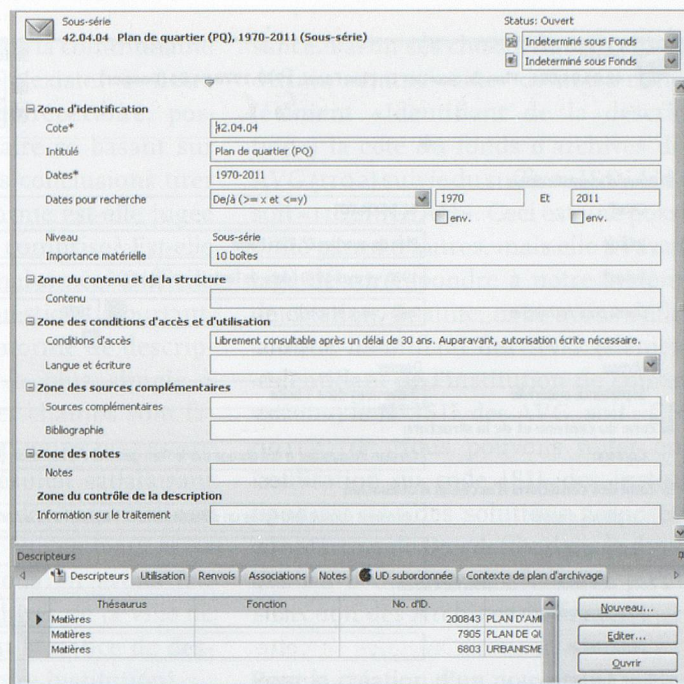 Sous-série
42.04.04 Plan de quartier (PQ), 1970-2011 (Sous-série)
Status: Ouvert
Indeterminé sous Fonds
Indeterminé sous Fonds
Zone d'identification
Cote* 42.04.04
Intitulé Plan de quartier (PQ)
Dates* 1970-2011
Dates pour recherche De/à (>= x et <=y) 1970 Et 2011
env. env.
Niveau Sous-série
Importance matérielle 10 boîtes
Zone du contenu et de la structure
Contenu
Zone des conditions d'accès et d'utilisation
Conditions d'accès Librement consultable après un délai de 30 ans. Auparavant, autorisation écrite nécessaire.
Langue et écriture
Zone des sources complémentaires
Sources complémentaires
Bibliographie
Zone des notes
Notes
Zone du contrôle de la description
Information sur le traitement
Descripteurs
Descripteurs Utilisation Renvois Associations Notes UD subordonnée Contexte de plan d'archivage
Thésaurus Fonction No. d'ID.
Matières 200843 PLAN D'AMÉ
Matières 7905 PLAN DE QU
Matières 6803 URBANISME
Nouveau...
Editer...
Ouvrir